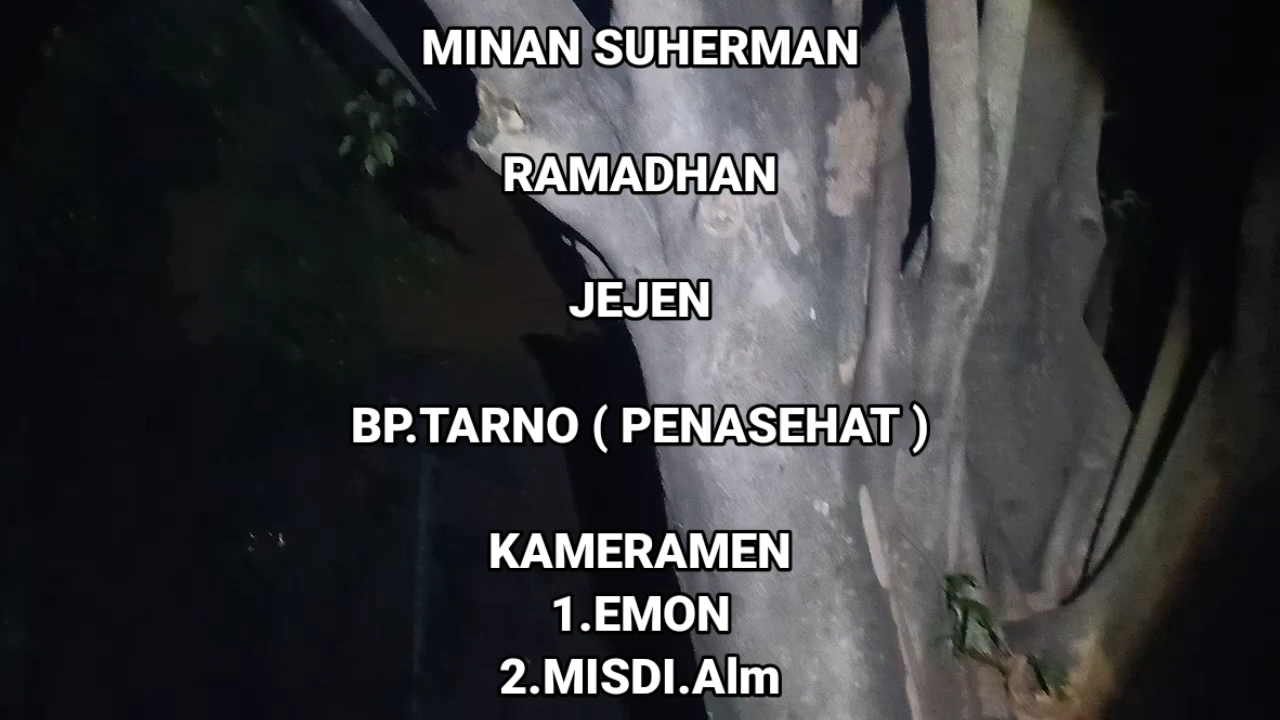 MINAN SUHERMAN
RAMADHAN
JEJEN
BP.TARNO ( PENASEHAT )
KAMERAMEN
1.EMON
2.MISDI.Alm